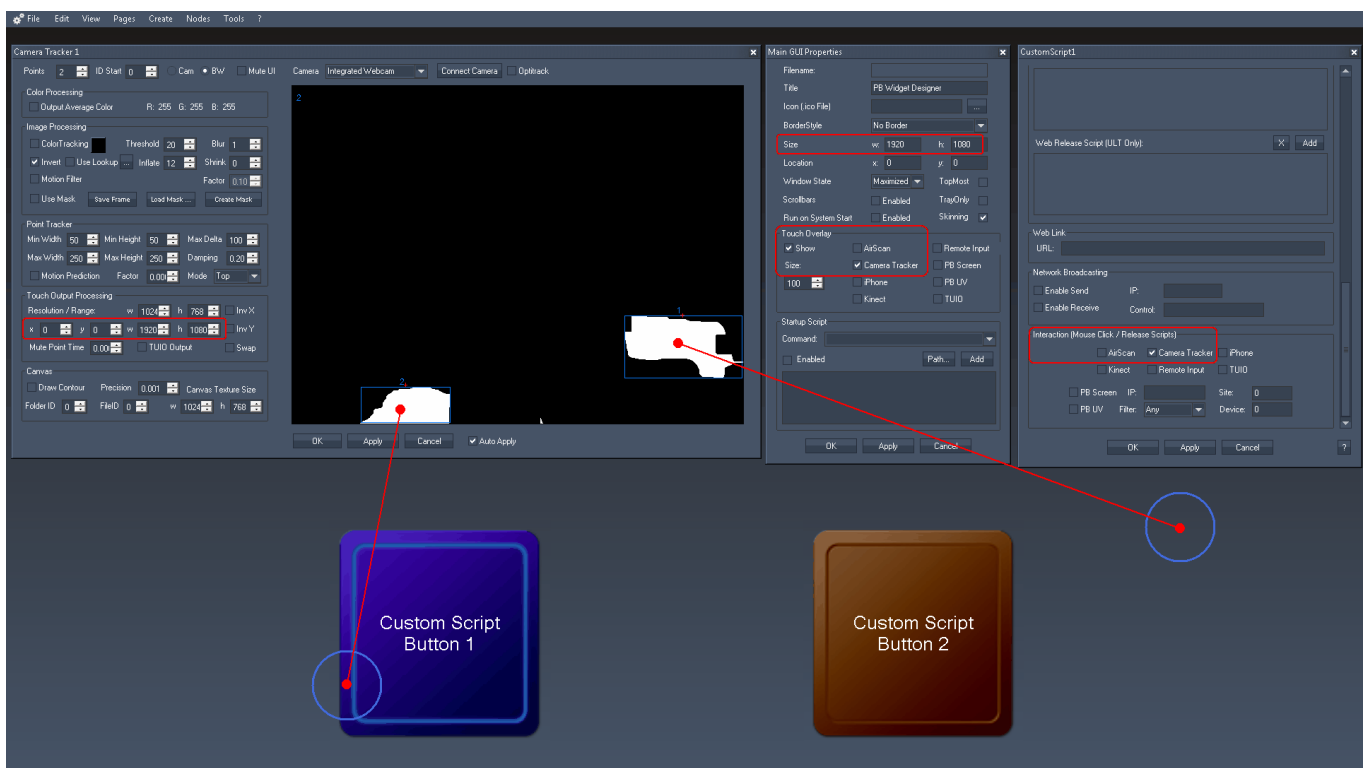 File Edit View Pages Create Nodes Tools ?
Camera Tracker 1
Points 2 ID Start 0 Cam BW Mute UI Camera Integrated Webcam Connect Camera Optitrack
Color Processing
Output Average Color R: 255 G: 255 B: 255
Image Processing
ColorTracking Threshold 20 Blur 1
Invert Use Lookup ... Inflate 12 Shrink 0
Motion Filter Factor 0.10
Use Mask Save Frame Load Mask ... Create Mask
Point Tracker
Min Width 50 Min Height 50 Max Delta 100
Max Width 250 Max Height 250 Damping 0.20
Motion Prediction Factor 0.00 Mode Top
Touch Output Processing
Resolution / Range: w 1024 h 768 Inv X
x 0 y 0 w 1920 h 1080 Inv Y
Mute Point Time 0.00 TUIO Output Swap
Canvas
Draw Contour Precision 0.001 Canvas Texture Size
Folder ID 0 FileID 0 w 1024 h 768
2
1
2
OK Apply Cancel Auto Apply
Main GUI Properties
Filename:
Title PB Widget Designer
Icon (.ico File) ...
BorderStyle No Border
Size w: 1920 h: 1080
Location x: 0 y: 0
Window State Maximized TopMost
Scrollbars Enabled TrayOnly
Run on System Start Enabled Skinning
Touch Overlay
Show AirScan Remote Input
Size: Camera Tracker PB Screen
100 iPhone PB UV
Kinect TUIO
Startup Script
Command:
Enabled Path... Add
OK Apply Cancel
CustomScript1
Web Release Script (ULT Only): X Add
Web Link
URL:
Network Broadcasting
Enable Send IP:
Enable Receive Control:
Interaction (Mouse Click / Release Scripts)
AirScan Camera Tracker iPhone
Kinect Remote Input TUIO
PB Screen IP: Site: 0
PB UV Filter: Any Device: 0
OK Apply Cancel ?
Custom Script
Button 1
Custom Script
Button 2